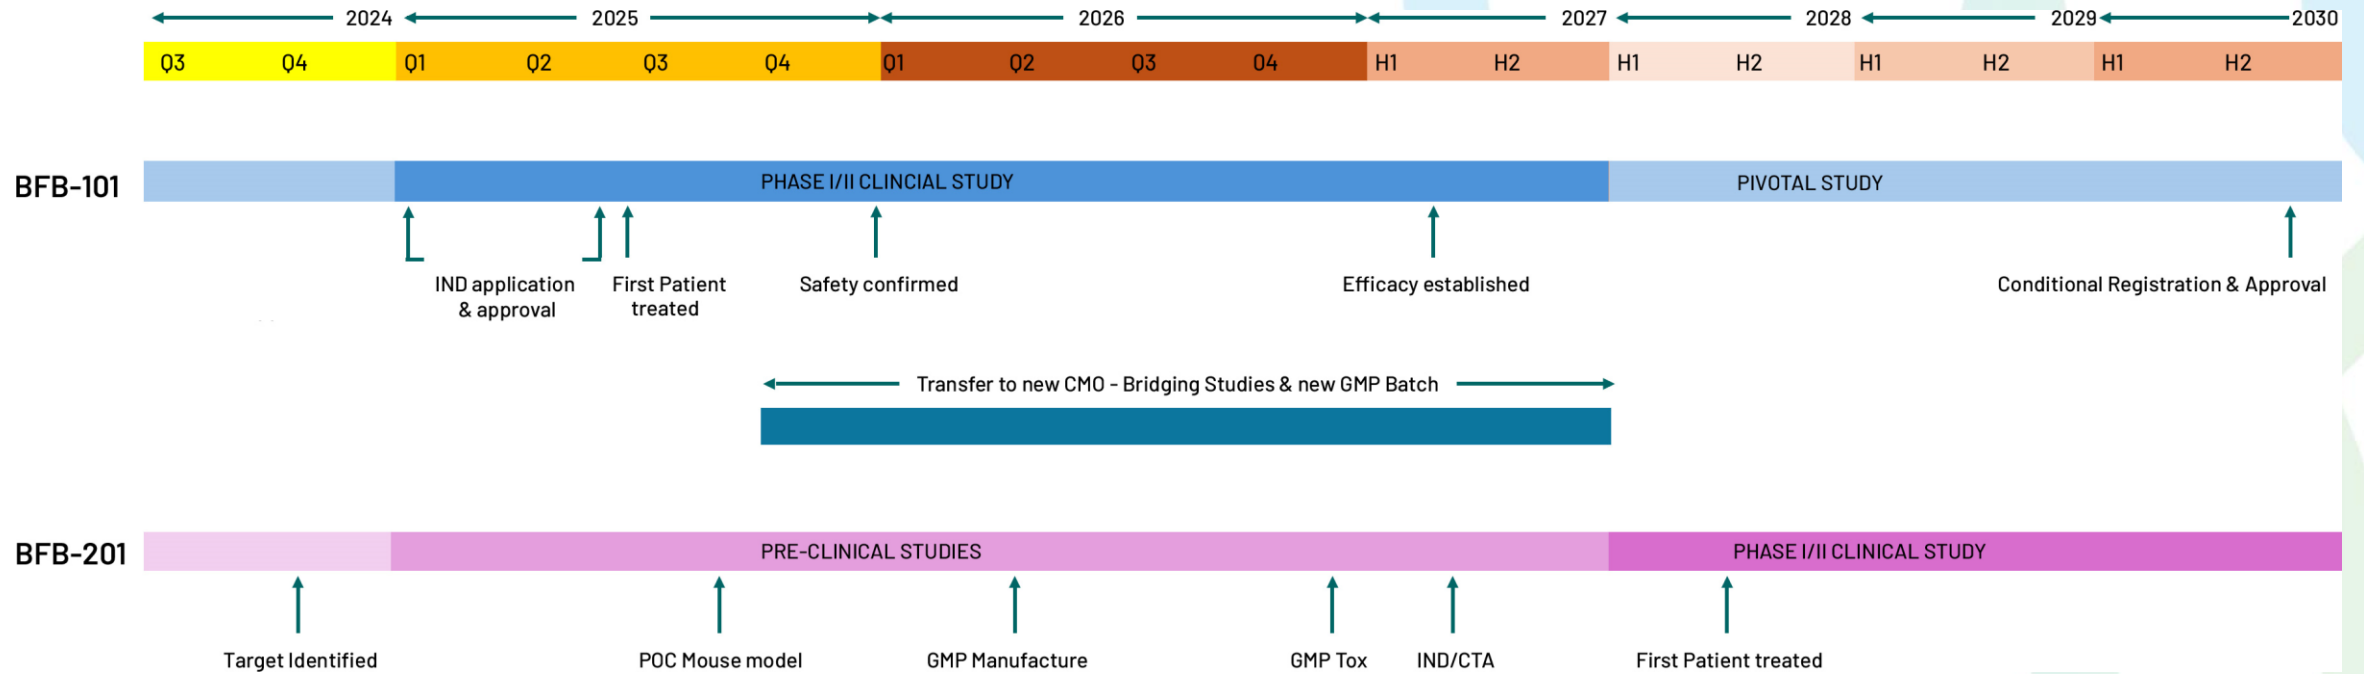 2024 2025 2026 2027 2028 2029 2030
Q3 Q4 Q1 Q2 Q3 Q4 Q1 Q2 Q3 Q4 H1 H2 H1 H2 H1 H2 H1 H2
BFB-101
PHASE I/II CLINCIAL STUDY
PIVOTAL STUDY
IND application
& approval
First Patient
treated
Safety confirmed
Efficacy established
Conditional Registration & Approval
Transfer to new CMO - Bridging Studies & new GMP Batch
BFB-201
PRE-CLINICAL STUDIES
PHASE I/II CLINICAL STUDY
Target Identified
POC Mouse model
GMP Manufacture
GMP Tox
IND/CTA
First Patient treated